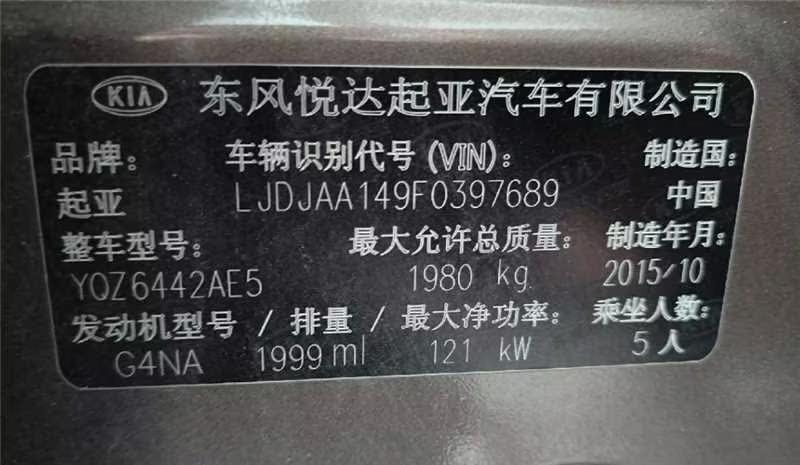 KIA 东风悦达起亚汽车有限公司
品牌: 车辆识别代号(VIN): 制造国:
起亚 LJDJAA149F0397689 中国
整车型号: 最大允许总质量: 制造年月:
YQZ6442AE5 1980 kg. 2015/10
发动机型号 / 排量 / 最大净功率: 乘坐人数:
G4NA 1999 ml 121 kW 5人